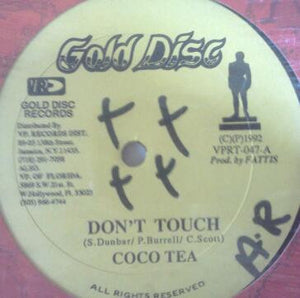 Gold Disc
VP
GOLD DISC
RECORDS
Distributed By
VP. RECORDS DIST.
89-05 138th Street
Jamaica, N.Y. 11435
(718) 291-7058
ALSO
VP. OF FLORIDA
5893 S.W. 21st St.
W. Hollywood, Fl. 33023
(305) 966-4744
(C)(P)1992
VPRT-047-A
Prod. by FATTIS
DON'T TOUCH
(S. Dunbar/ P. Burrell/ C. Scott)
COCO TEA
A.R
ALL RIGHTS RESERVED